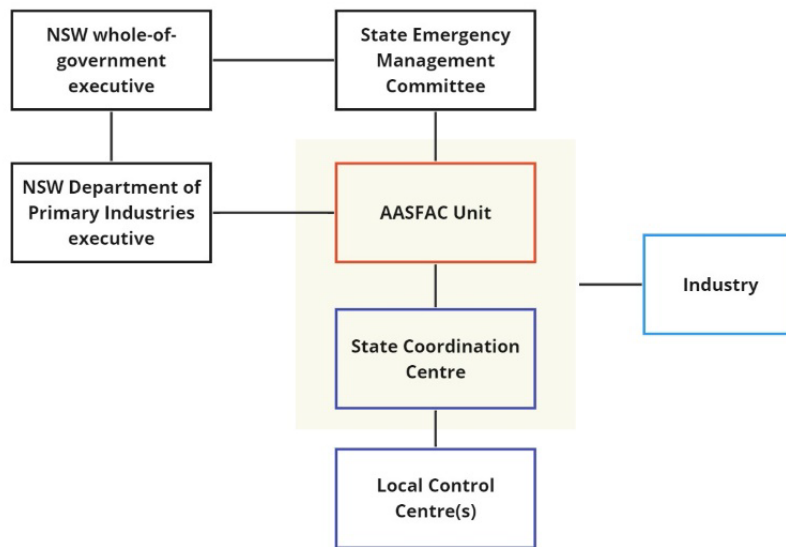 NSW whole-of-
government
executive
State Emergency
Management
Committee
NSW Department of
Primary Industries
executive
AASFAC Unit
Industry
State Coordination
Centre
Local Control
Centre(s)